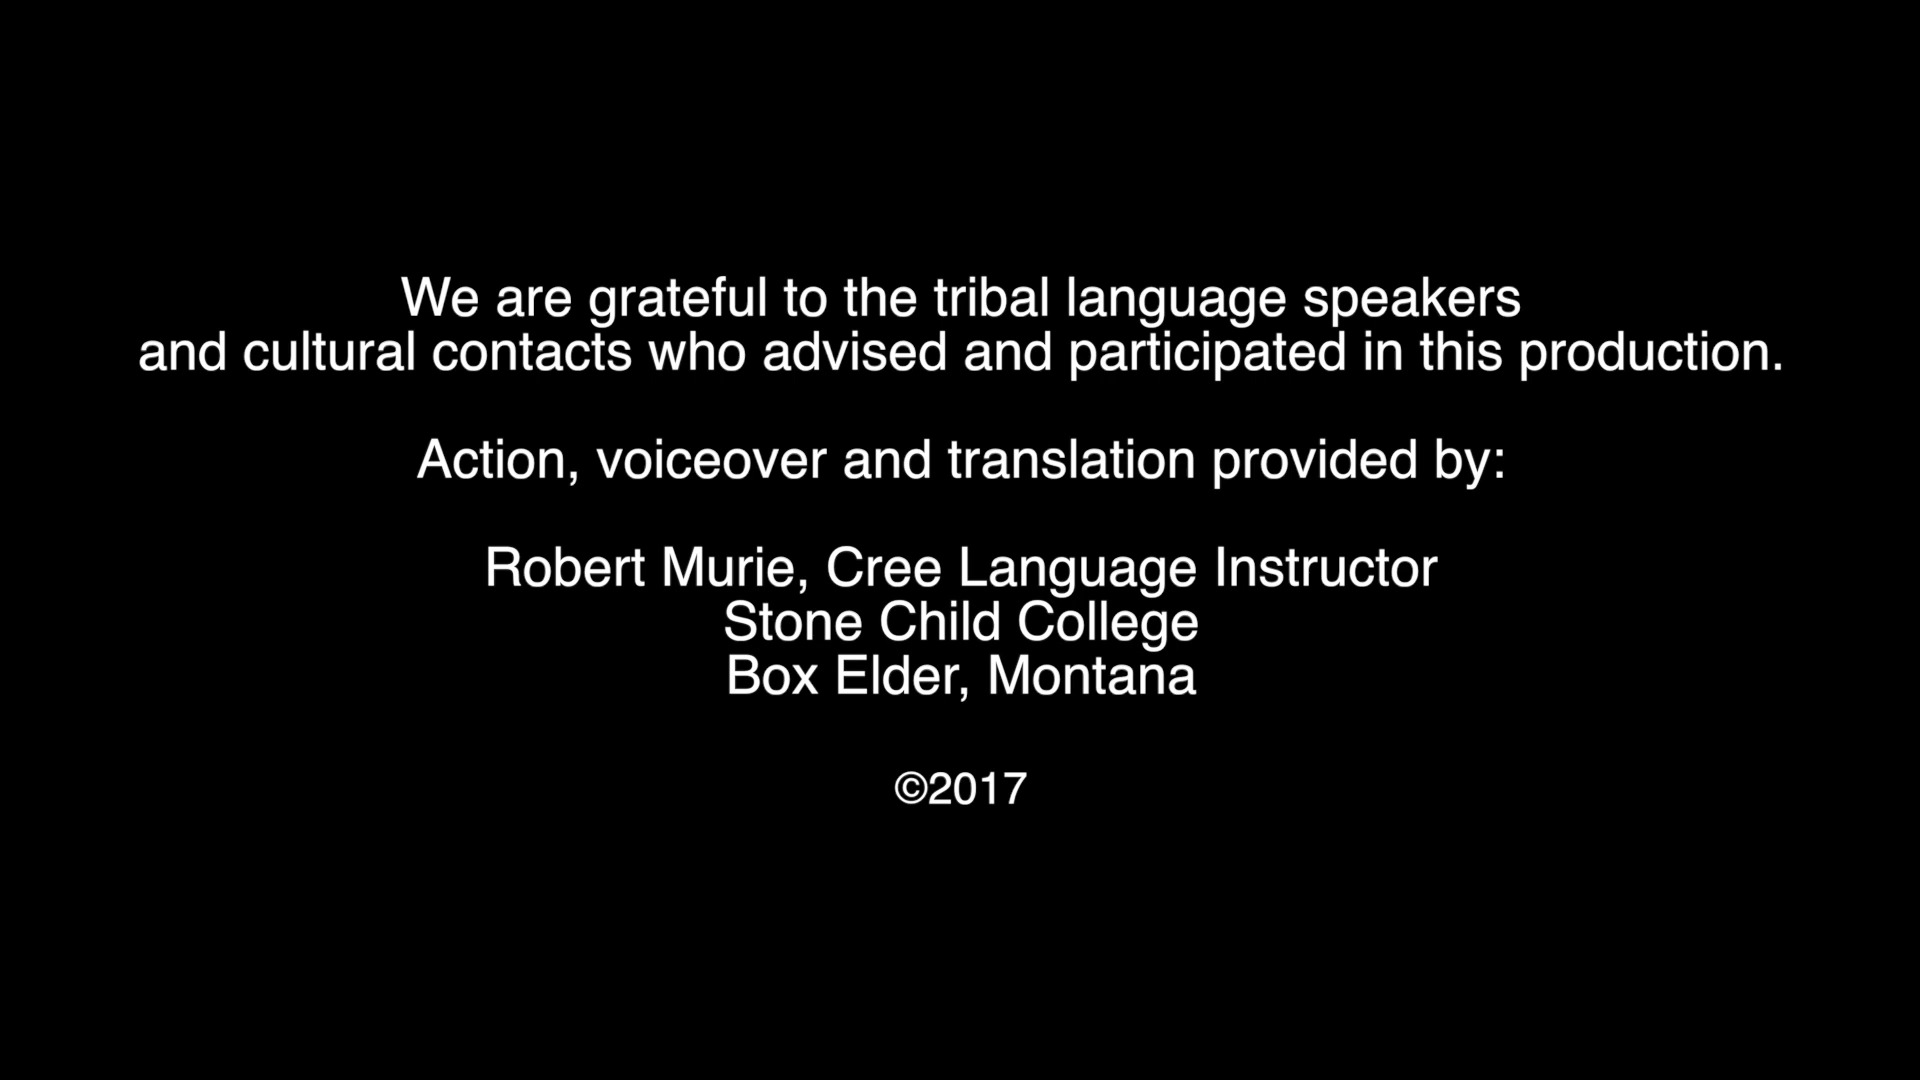 We are grateful to the tribal language speakers
and cultural contacts who advised and participated in this production.
Action, voiceover and translation provided by:
Robert Murie, Cree Language Instructor
Stone Child College
Box Elder, Montana
©2017